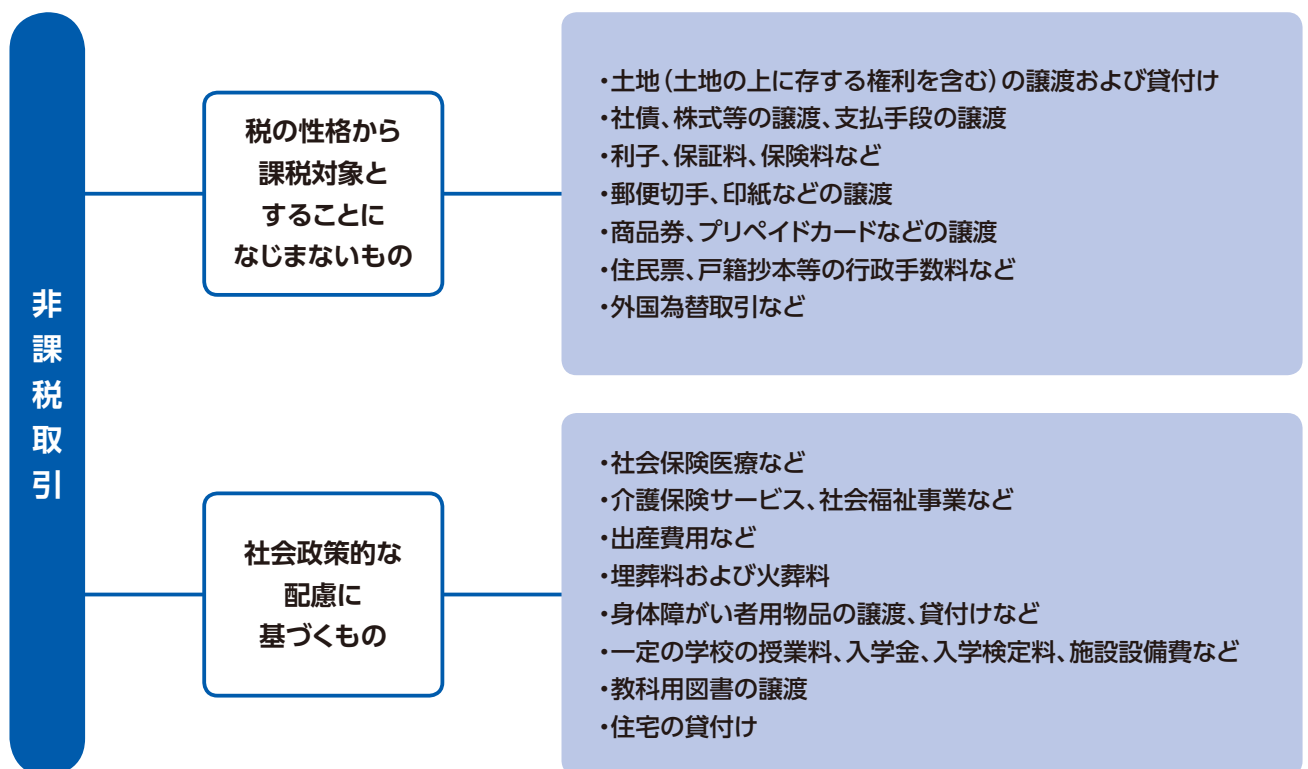 非課税取引
税の性格から
課税対象と
することに
なじまないもの
・土地(土地の上に存する権利を含む)の譲渡および貸付け
・社債、株式等の譲渡、支払手段の譲渡
・利子、保証料、保険料など
・郵便切手、印紙などの譲渡
・商品券、プリペイドカードなどの譲渡
・住民票、戸籍抄本等の行政手数料など
・外国為替取引など
社会政策的な
配慮に
基づくもの
・社会保険医療など
・介護保険サービス、社会福祉事業など
・出産費用など
・埋葬料および火葬料
・身体障がい者用物品の譲渡、貸付けなど
・一定の学校の授業料、入学金、入学検定料、施設設備費など
・教科用図書の譲渡
・住宅の貸付け